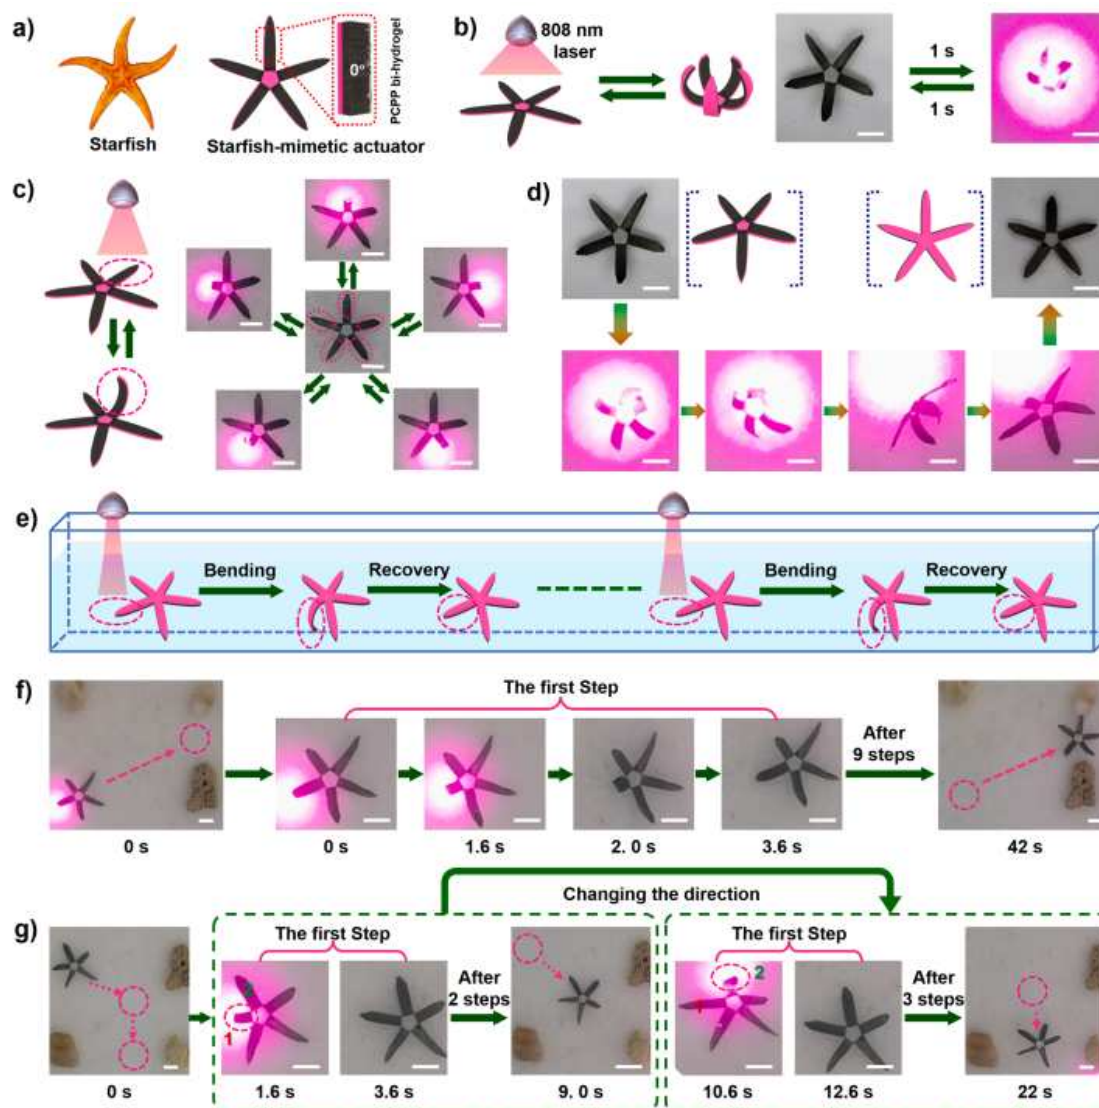 a)
Starfish
0°
PCPP bi-hydrogel
Starfish-mimetic actuator
b)
808 nm
laser
1 s
1 s
c)
d)
e)
Bending
Recovery
Bending
Recovery
f)
The first Step
After
9 steps
0 s
0 s
1.6 s
2. 0 s
3.6 s
42 s
Changing the direction
g)
The first Step
2
1
After
2 steps
The first Step
2
1
After
3 steps
0 s
1.6 s
3.6 s
9. 0 s
10.6 s
12.6 s
22 s